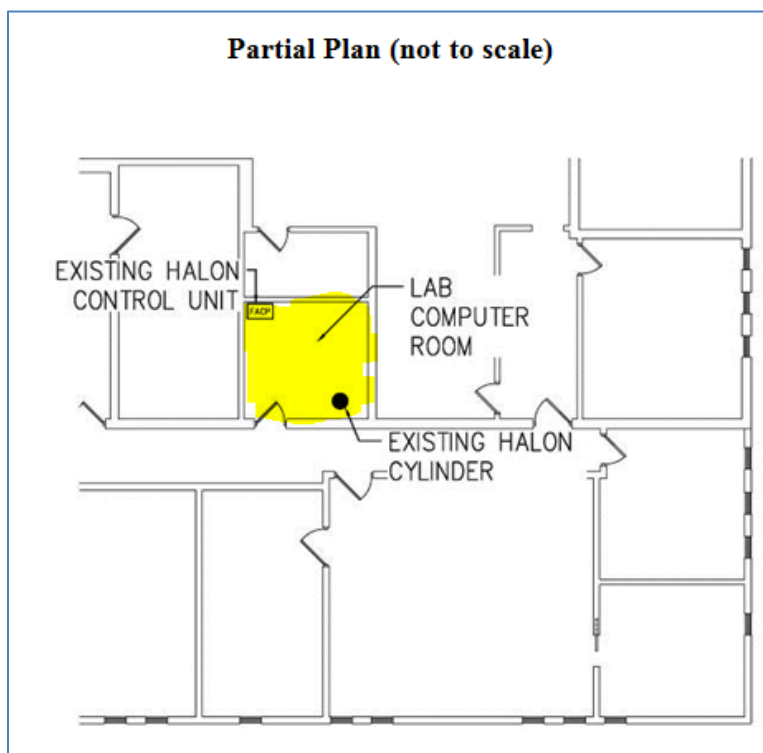 Partial Plan (not to scale)
EXISTING HALON
CONTROL UNIT
FACP
LAB
COMPUTER
ROOM
EXISTING HALON
CYLINDER